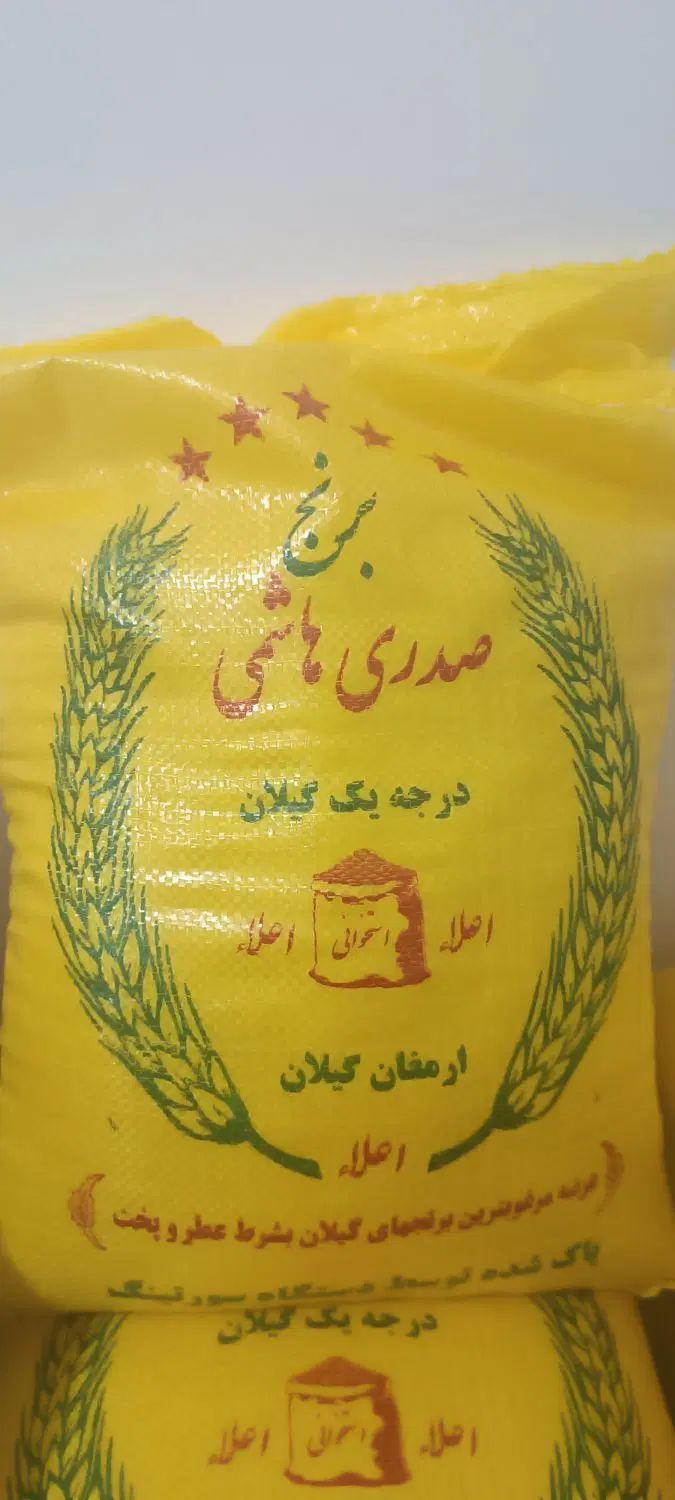 برنج
صدری هاشمی
درجه یک گیلان
اعلاء استخوانی اعلاء
ارمغان گیلان
اعلاء
عرضه مرغوبترین برنجهای گیلان بشرط عطر و پخت
پاک شده توسط دستگاه سورتینگ
درجه یک گیلان
اعلاء استخوانی اعلاء